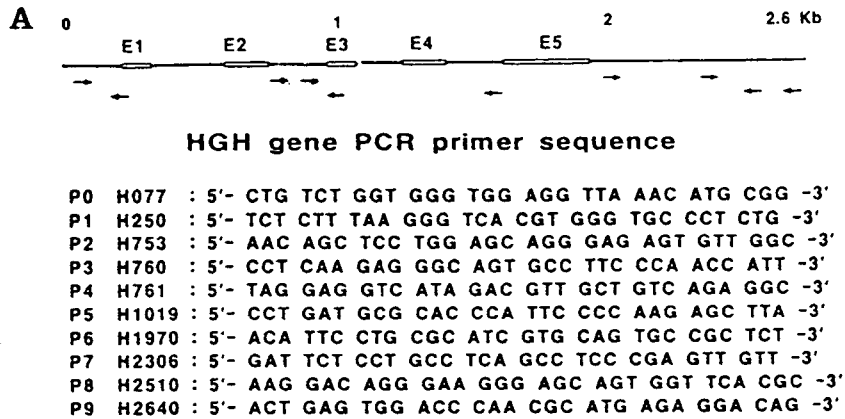 A
0 1 2 2.6 Kb
E1 E2 E3 E4 E5
HGH gene PCR primer sequence
P0 H077 : 5'- CTG TCT GGT GGG TGG AGG TTA AAC ATG CGG -3'
P1 H250 : 5'- TCT CTT TAA GGG TCA CGT GGG TGC CCT CTG -3'
P2 H753 : 5'- AAC AGC TCC TGG AGC AGG GAG AGT GTT GGC -3'
P3 H760 : 5'- CCT CAA GAG GGC AGT GCC TTC CCA ACC ATT -3'
P4 H761 : 5'- TAG GAG GTC ATA GAC GTT GCT GTC AGA GGC -3'
P5 H1019 : 5'- CCT GAT GCG CAC CCA TTC CCC AAG AGC TTA -3'
P6 H1970 : 5'- ACA TTC CTG CGC ATC GTG CAG TGC CGC TCT -3'
P7 H2306 : 5'- GAT TCT CCT GCC TCA GCC TCC CGA GTT GTT -3'
P8 H2510 : 5'- AAG GAC AGG GAA GGG AGC AGT GGT TCA CGC -3'
P9 H2640 : 5'- ACT GAG TGG ACC CAA CGC ATG AGA GGA CAG -3'